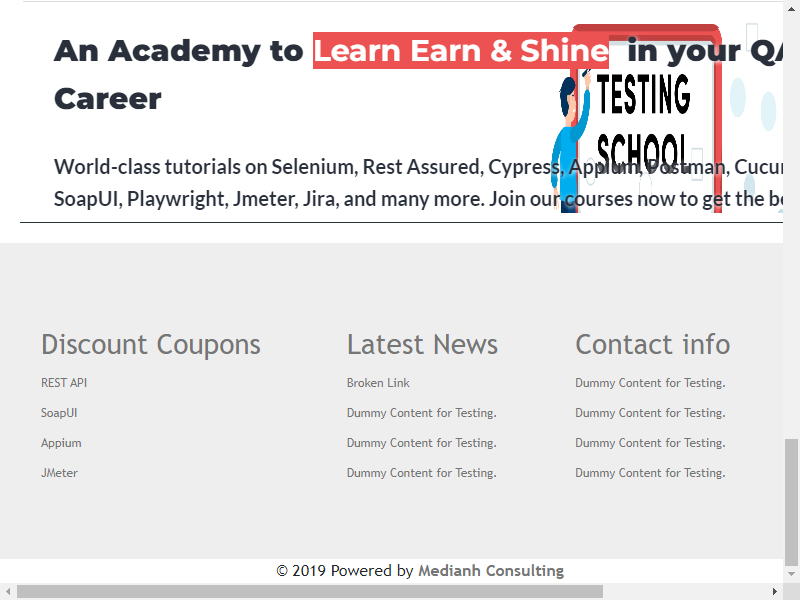 An Academy to Learn Earn & Shine in your QA
Career
TESTING
SCHOOL
World-class tutorials on Selenium, Rest Assured, Cypress, Appium, Postman,
SoapUI, Playwright, Jmeter, Jira, and many more. Join our courses now to get the
Discount Coupons
REST API
SoapUI
Appium
JMeter
Latest News
Broken Link
Dummy Content for Testing.
Dummy Content for Testing.
Dummy Content for Testing.
Contact info
Dummy Content for Testing.
Dummy Content for Testing.
Dummy Content for Testing.
Dummy Content for Testing.
© 2019 Powered by Medianh Consulting